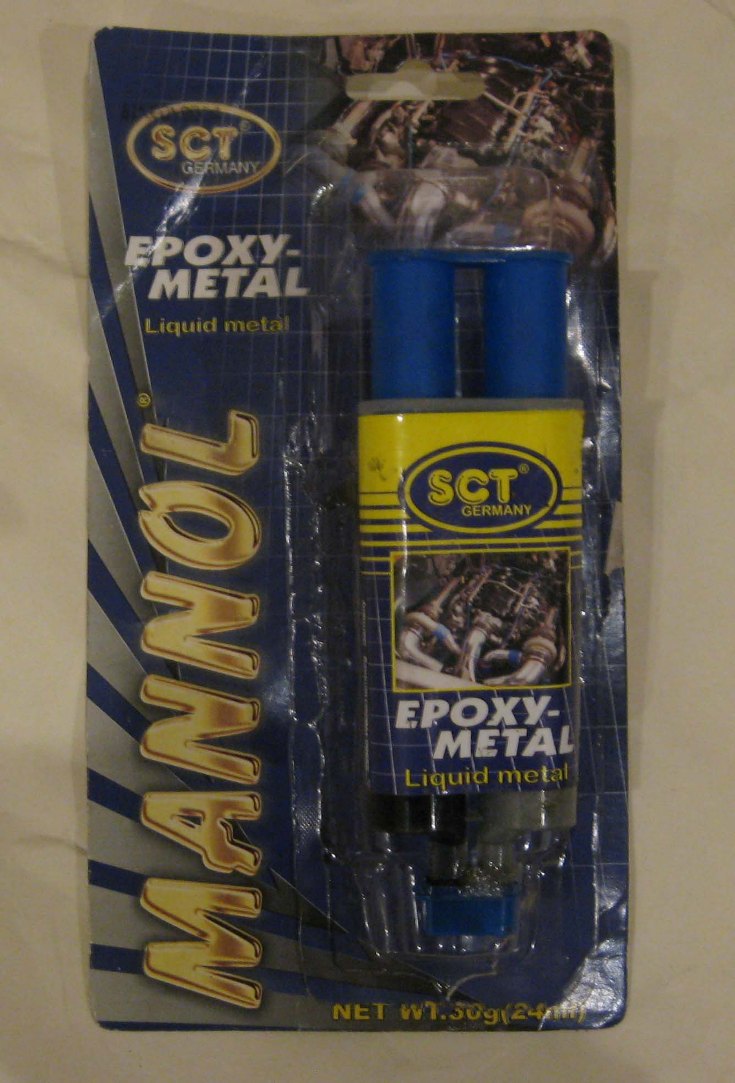 SCT
GERMANY
EPOXY-
METAL
Liquid metal
MANNOL®
SCT®
GERMANY
EPOXY-
METAL
Liquid metal
NET WT.30g(24ml)